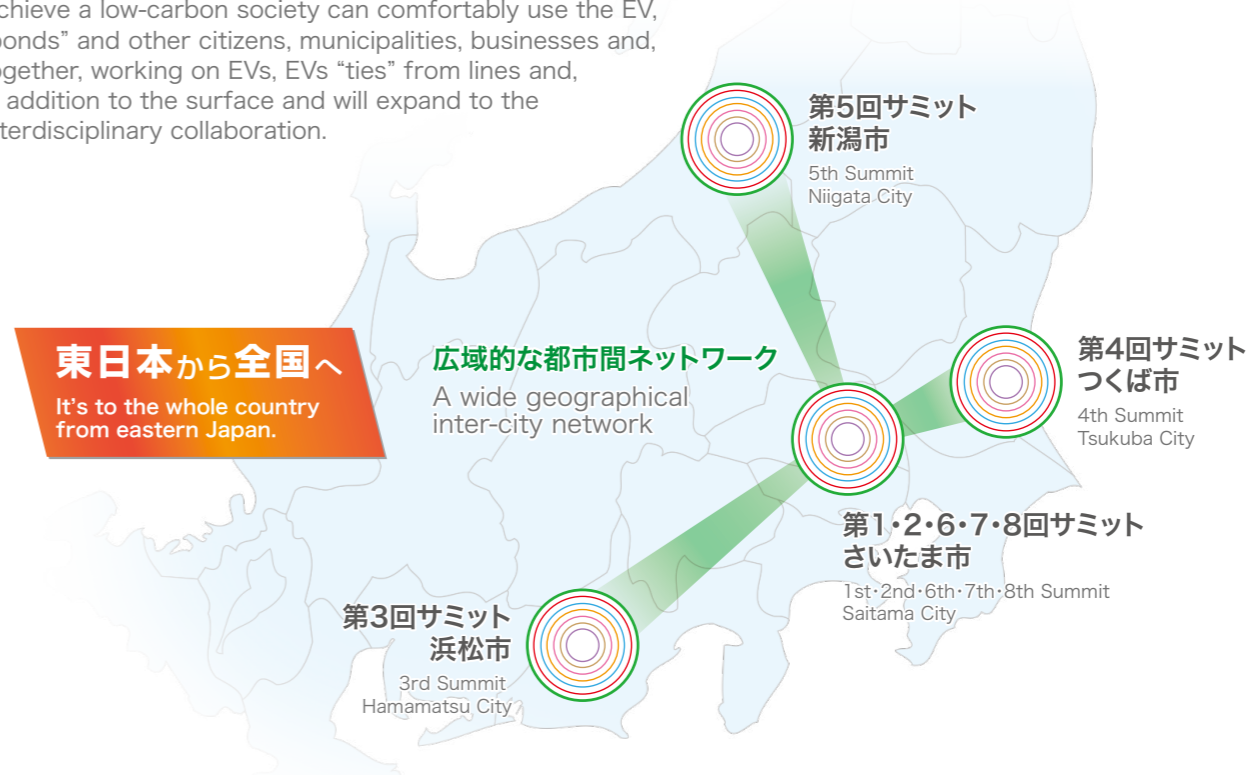 chieve a low-carbon society can comfortably use the EV,
onds” and other citizens, municipalities, businesses and,
ogether, working on EVs, EVs “ties” from lines and,
addition to the surface and will expand to the
terdisciplinary collaboration.
第5回サミット
新潟市
5th Summit
Niigata City
東日本から全国へ
It’s to the whole country
from eastern Japan.
広域的な都市間ネットワーク
A wide geographical
inter-city network
第4回サミット
つくば市
4th Summit
Tsukuba City
第1・2・6・7・8回サミット
さいたま市
1st・2nd・6th・7th・8th Summit
Saitama City
第3回サミット
浜松市
3rd Summit
Hamamatsu City